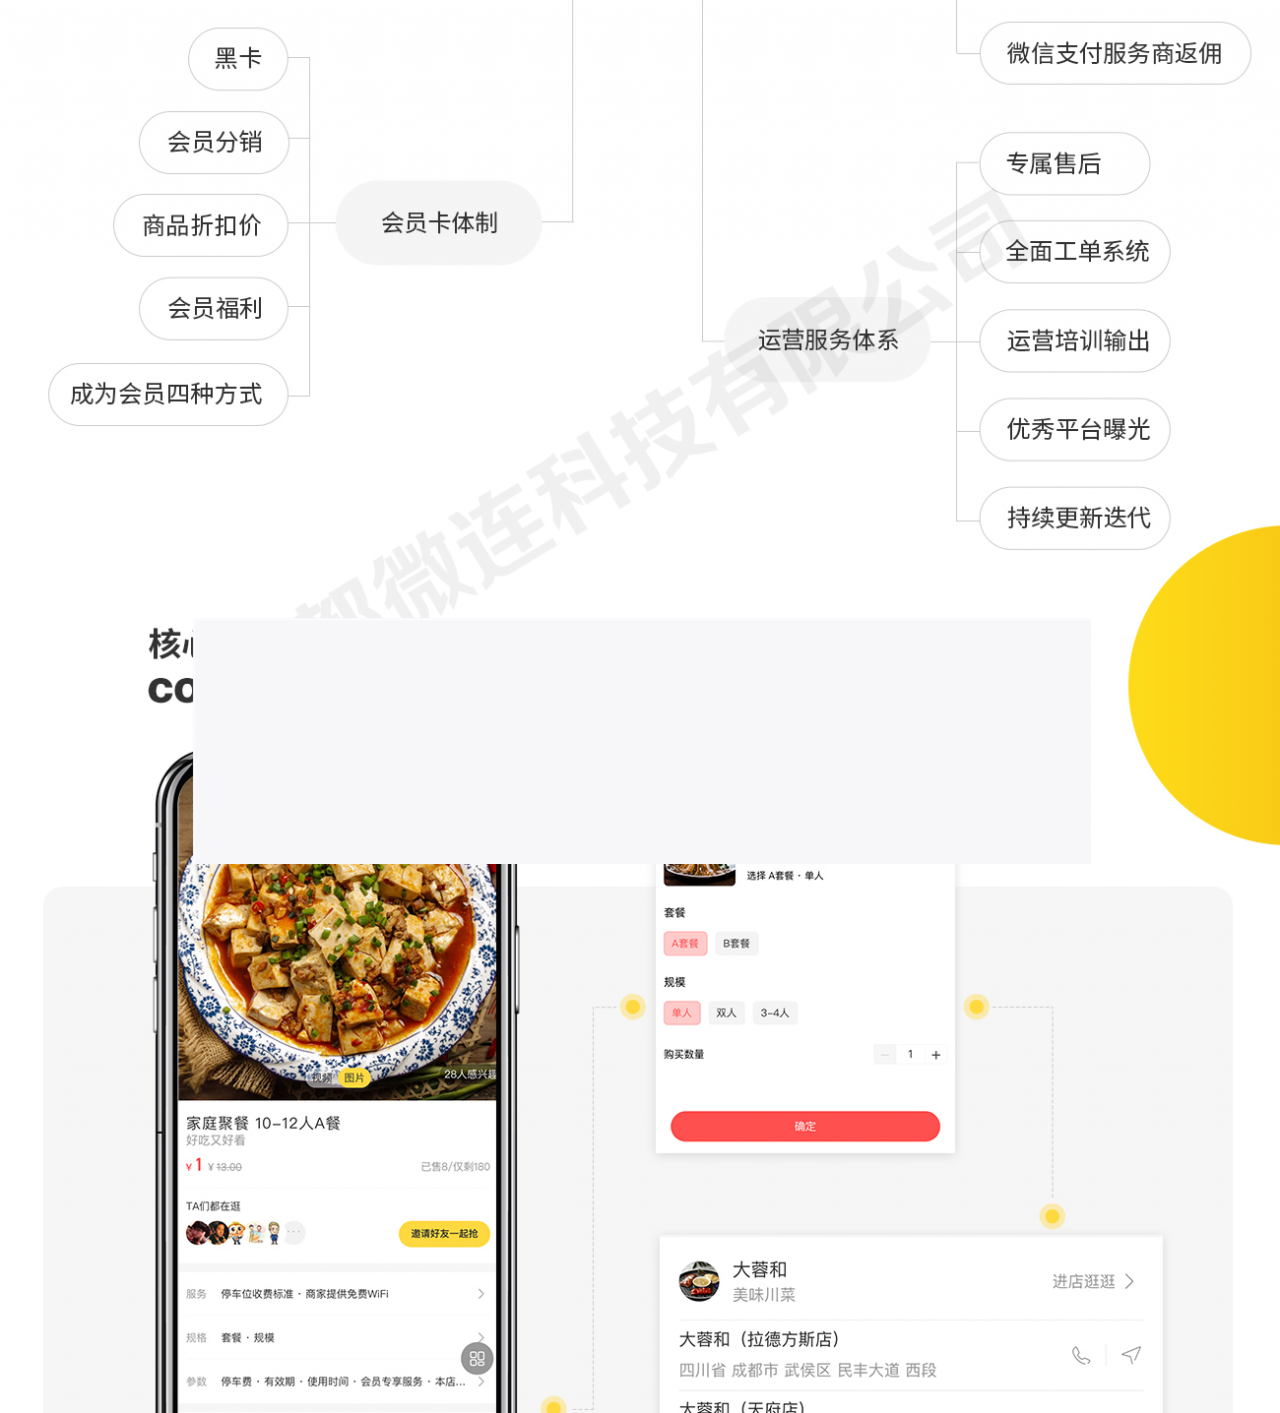 黑卡
会员分销
商品折扣价
会员福利
成为会员四种方式
会员卡体制
微信支付服务商返佣
专属售后
全面工单系统
运营培训输出
优秀平台曝光
持续更新迭代
运营服务体系
都微连科技有限公司
核心
co
视频 图片
28人感兴趣
家庭聚餐 10-12人A餐
好吃又好看
¥1 ¥13.00
已售8/仅剩180
TA们都在逛
邀请好友一起抢
服务 停车位收费标准 · 商家提供免费WiFi
规格 套餐 · 规模
参数 停车费 · 有效期 · 使用时间 · 会员专享服务 · 本店...
选择 A套餐 · 单人
套餐
A套餐 B套餐
规模
单人 双人 3-4人
购买数量
— 1 +
确定
大蓉和
美味川菜
进店逛逛
大蓉和（拉德方斯店）
四川省 成都市 武侯区 民丰大道 西段
大蓉和（天府店）